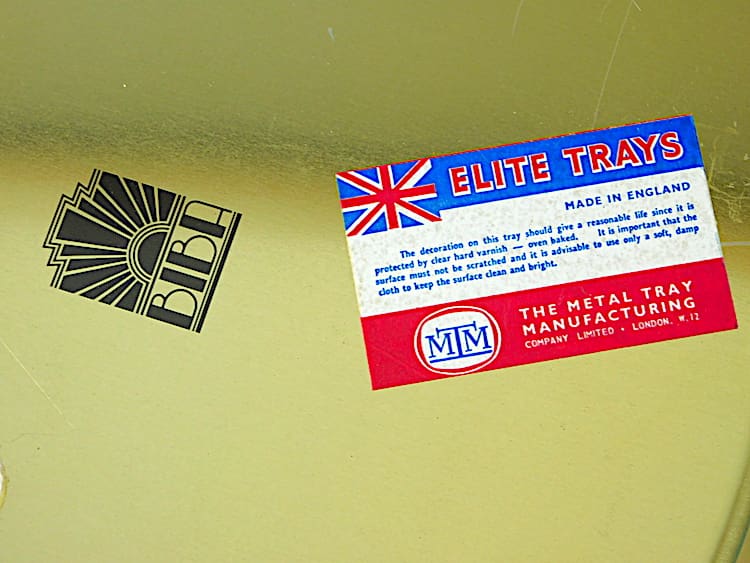 BIBA
ELITE TRAYS
MADE IN ENGLAND
The decoration on this tray should give a reasonable life since it is
protected by clear hard varnish — oven baked. It is important that the
surface must not be scratched and it is advisable to use only a soft, damp
cloth to keep the surface clean and bright.
MTM
THE METAL TRAY
MANUFACTURING
COMPANY LIMITED • LONDON. W.12